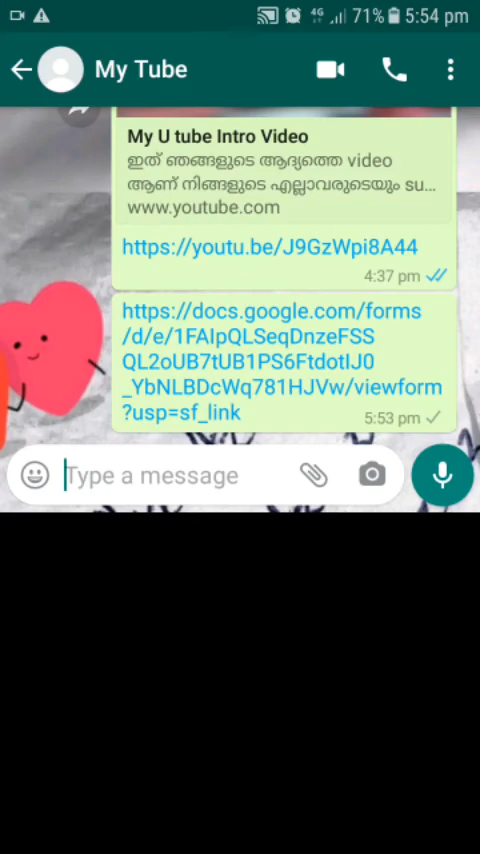 4G 71% 5:54 pm
My Tube
My U tube Intro Video
ഇത് ഞങ്ങളുടെ ആദ്യത്തെ video
ആണ് നിങ്ങളുടെ എല്ലാവരുടെയും su...
www.youtube.com
https://youtu.be/J9GzWpi8A44
4:37 pm
https://docs.google.com/forms
/d/e/1FAIpQLSeqDnzeFSS
QL2oUB7tUB1PS6FtdotIJ0
_YbNLBDcWq781HJVw/viewform
?usp=sf_link
5:53 pm
Type a message